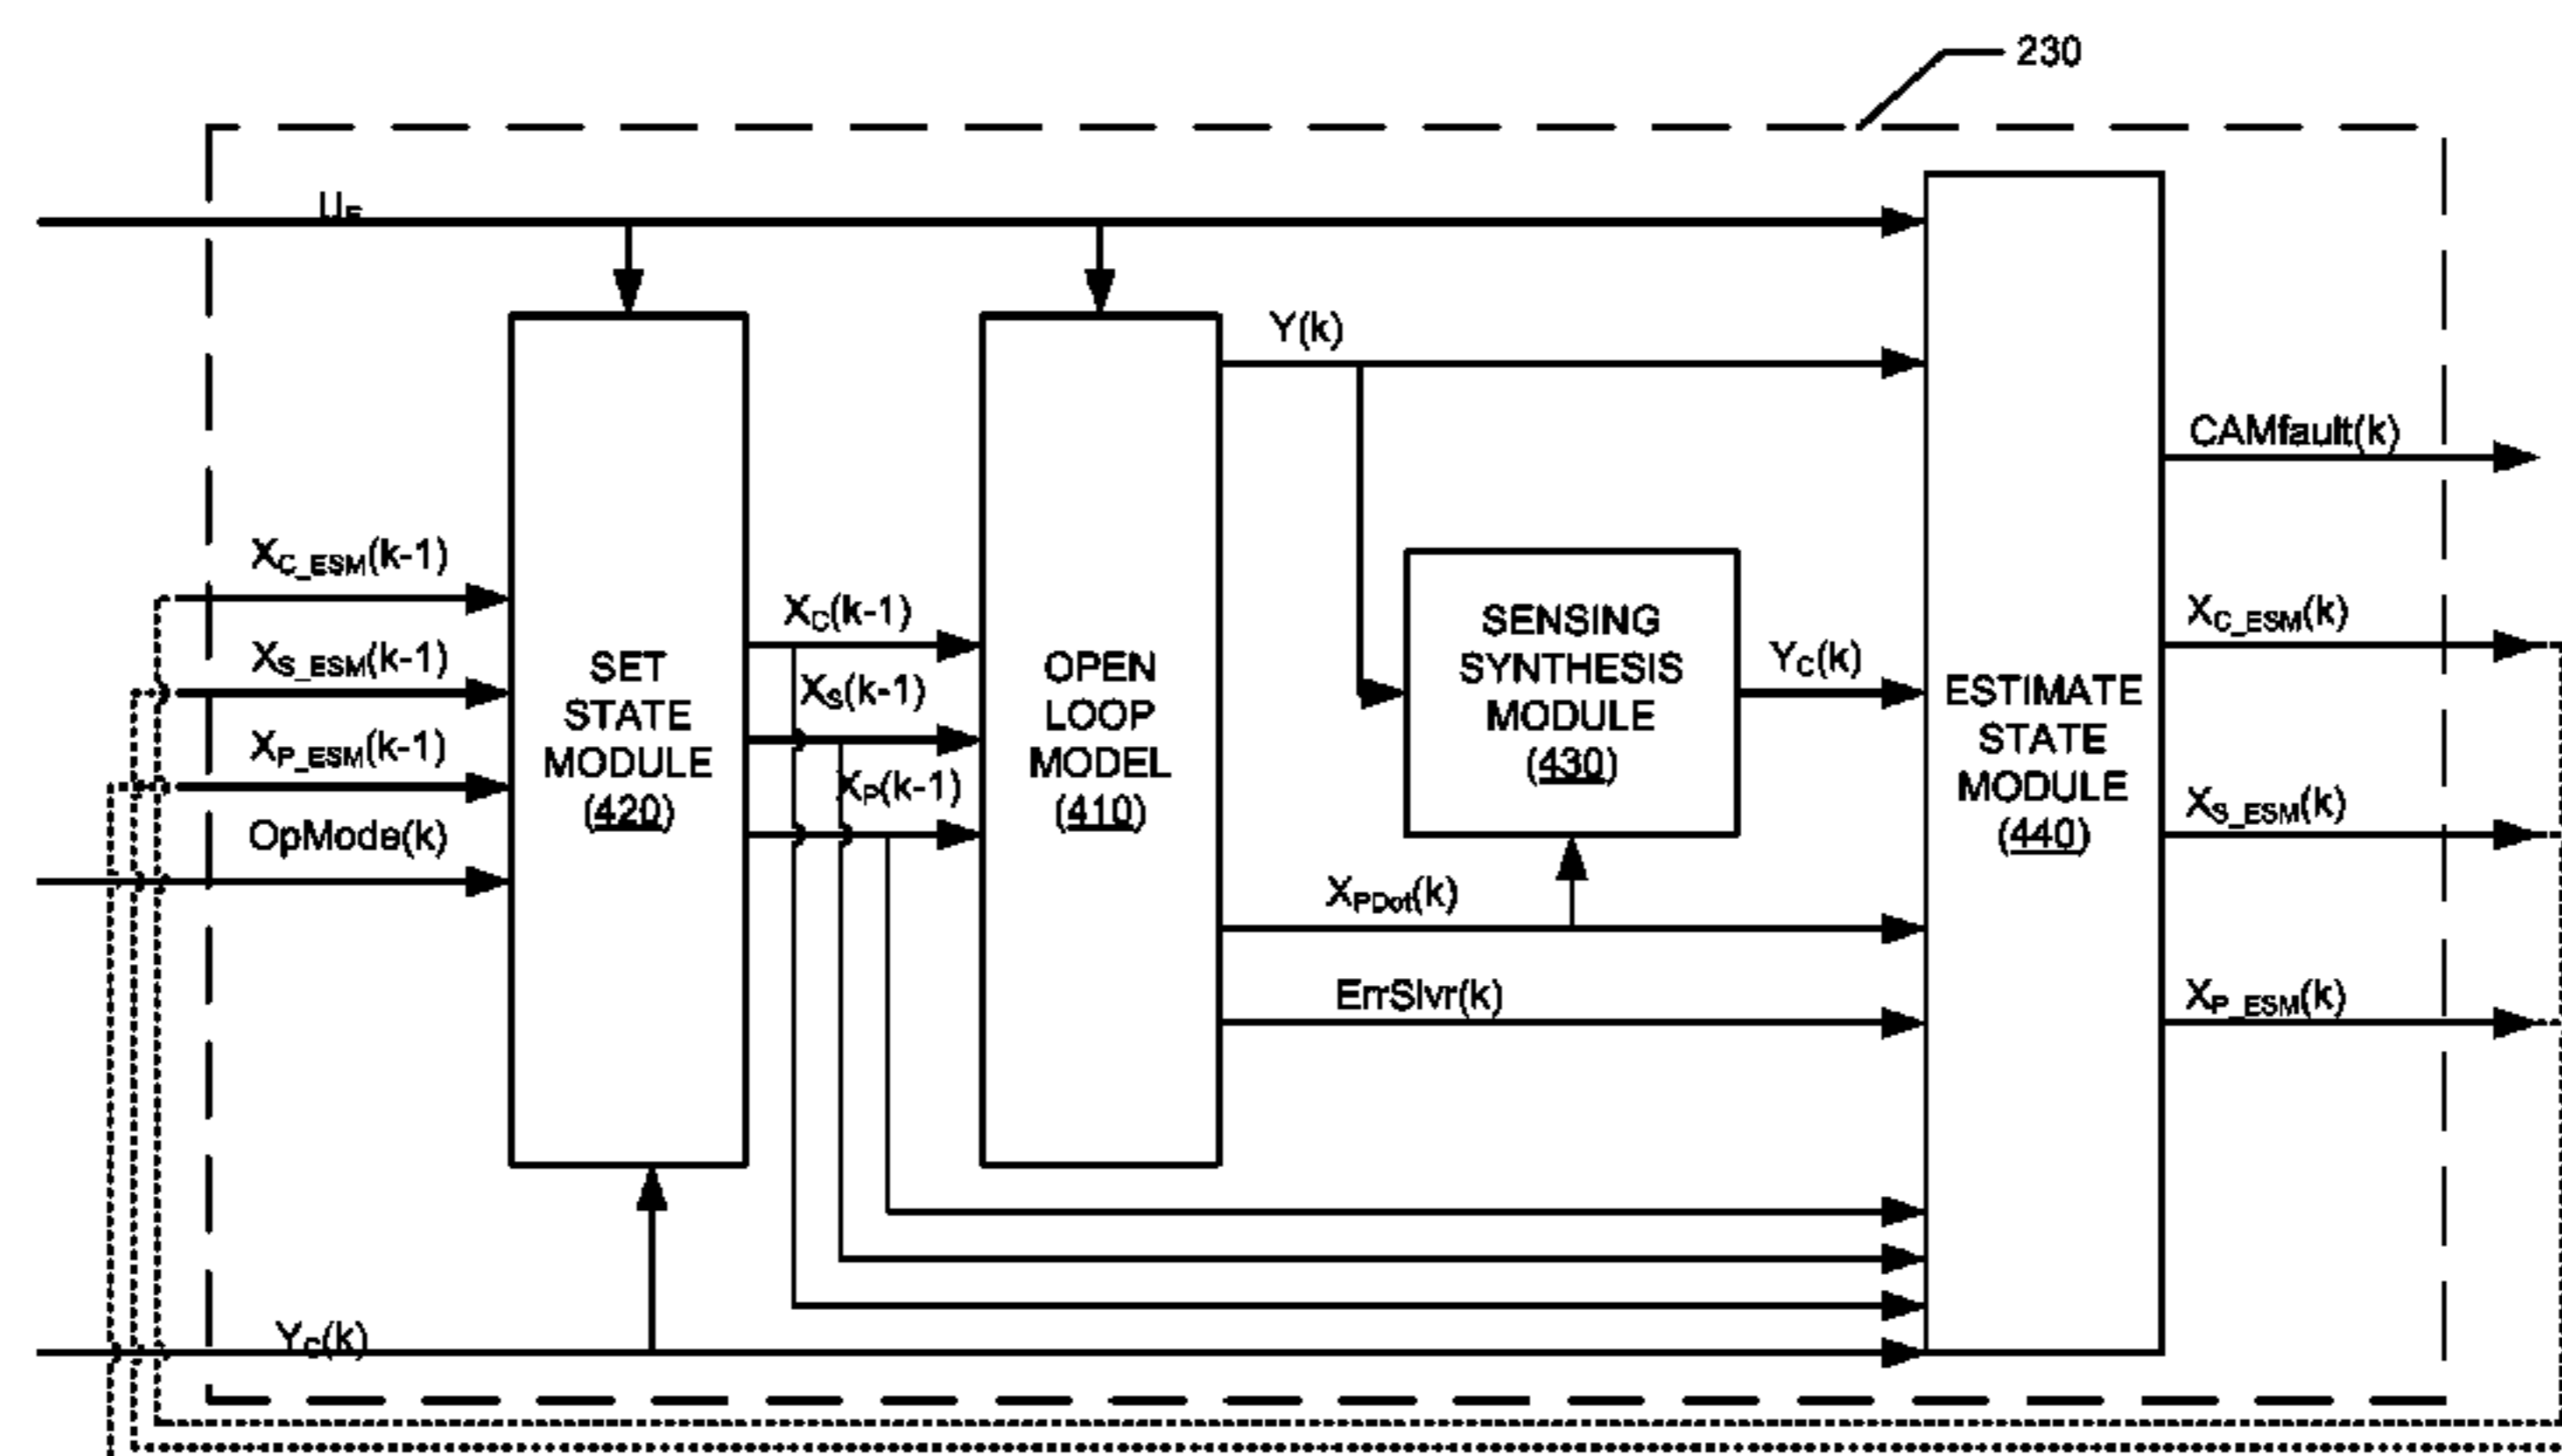 230
Y(k)
CAMfault(k)
X_C_ESM(k-1)
X_C(k-1)
X_C_ESM(k)
SENSING
SYNTHESIS
MODULE
(430)
Y_C(k)
X_S_ESM(k-1)
SET
STATE
MODULE
(420)
X_S(k-1)
OPEN
LOOP
MODEL
(410)
ESTIMATE
STATE
MODULE
(440)
X_P_ESM(k-1)
X_P(k-1)
X_S_ESM(k)
OpMode(k)
X_PDot(k)
ErrSlvr(k)
X_P_ESM(k)
Y_C(k)